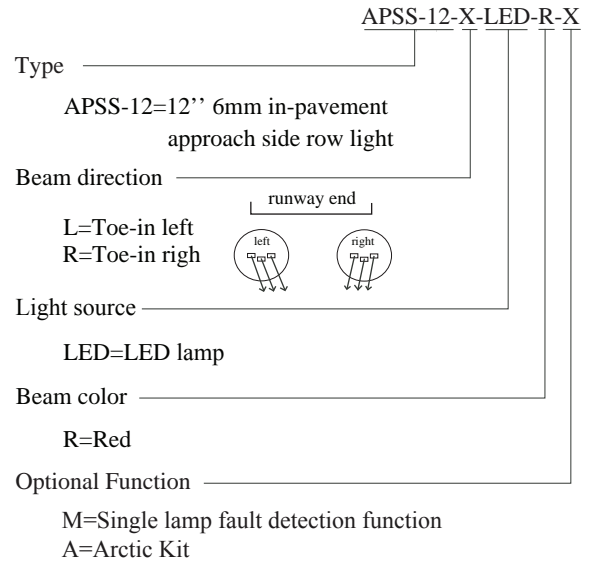 APSS-12-X-LED-R-X
Type
APSS-12=12’’ 6mm in-pavement
approach side row light
Beam direction
runway end
L=Toe-in left
R=Toe-in righ
left
right
Light source
LED=LED lamp
Beam color
R=Red
Optional Function
M=Single lamp fault detection function
A=Arctic Kit